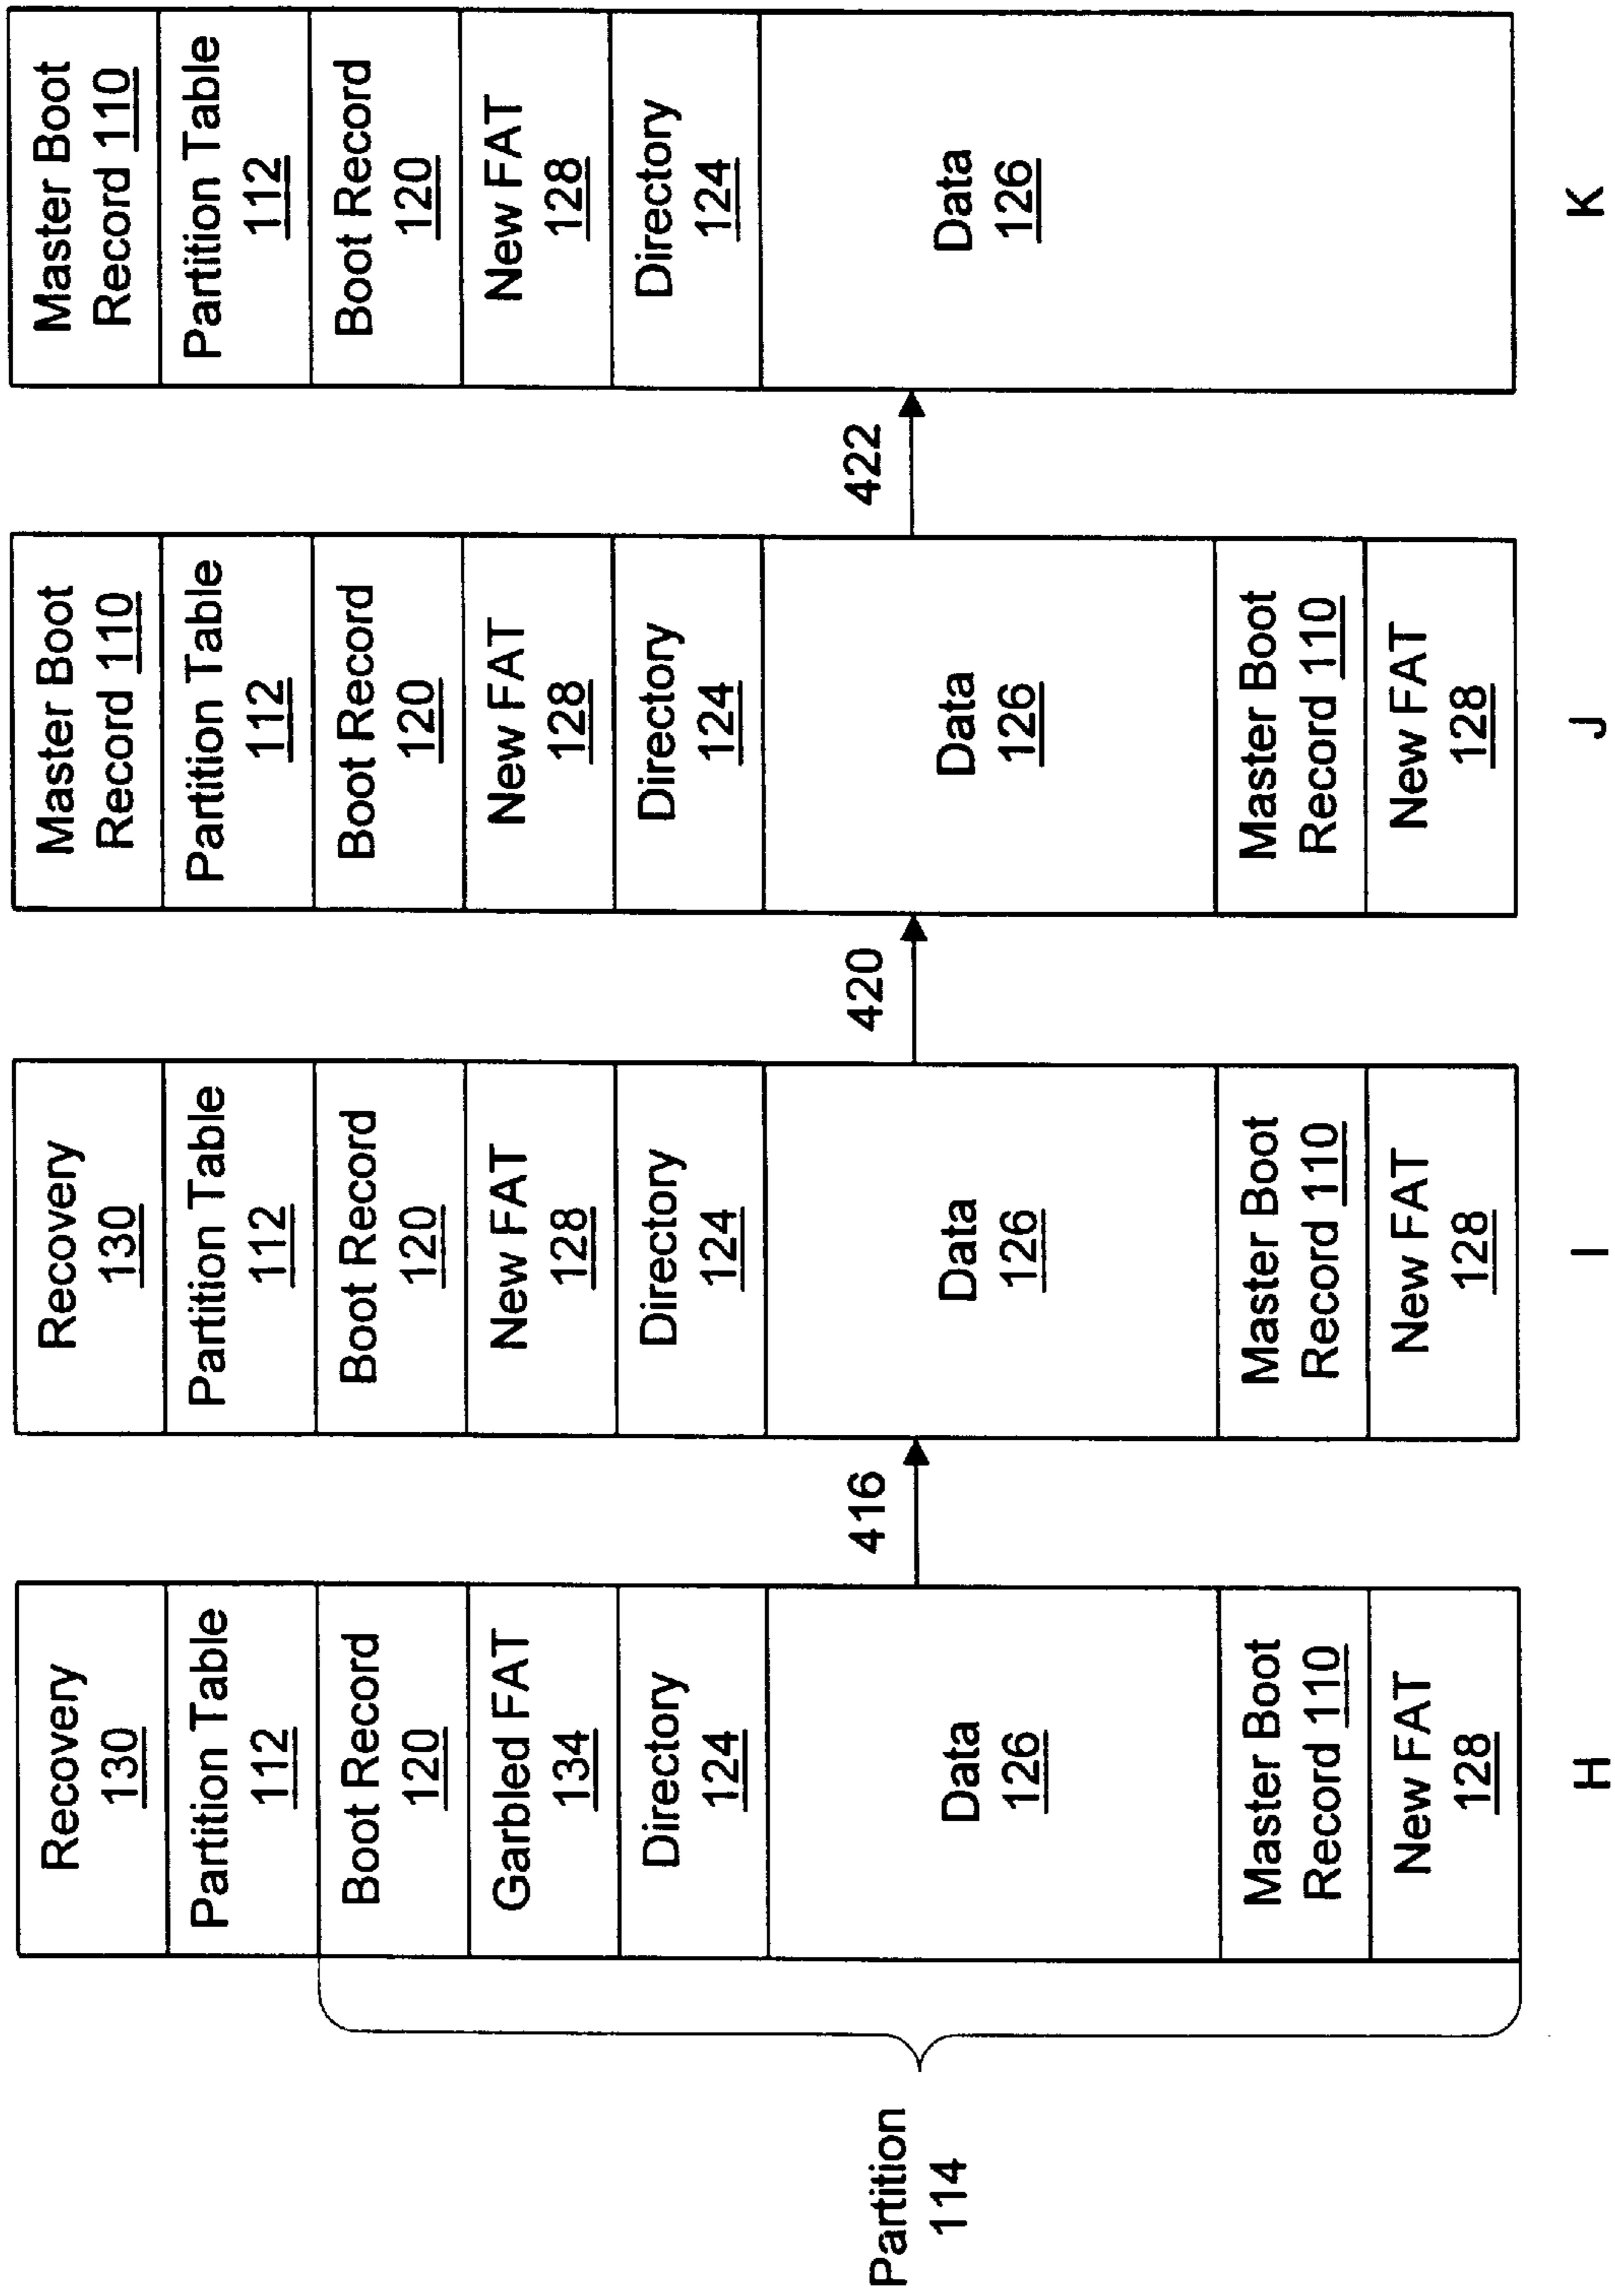 Partition
114
Recovery
130
Partition Table
112
Boot Record
120
Garbled FAT
134
Directory
124
Data
126
Master Boot
Record 110
New FAT
128
H
416
Recovery
130
Partition Table
112
Boot Record
120
New FAT
128
Directory
124
Data
126
Master Boot
Record 110
New FAT
128
I
420
Master Boot
Record 110
Partition Table
112
Boot Record
120
New FAT
128
Directory
124
Data
126
Master Boot
Record 110
New FAT
128
J
422
Master Boot
Record 110
Partition Table
112
Boot Record
120
New FAT
128
Directory
124
Data
126
K